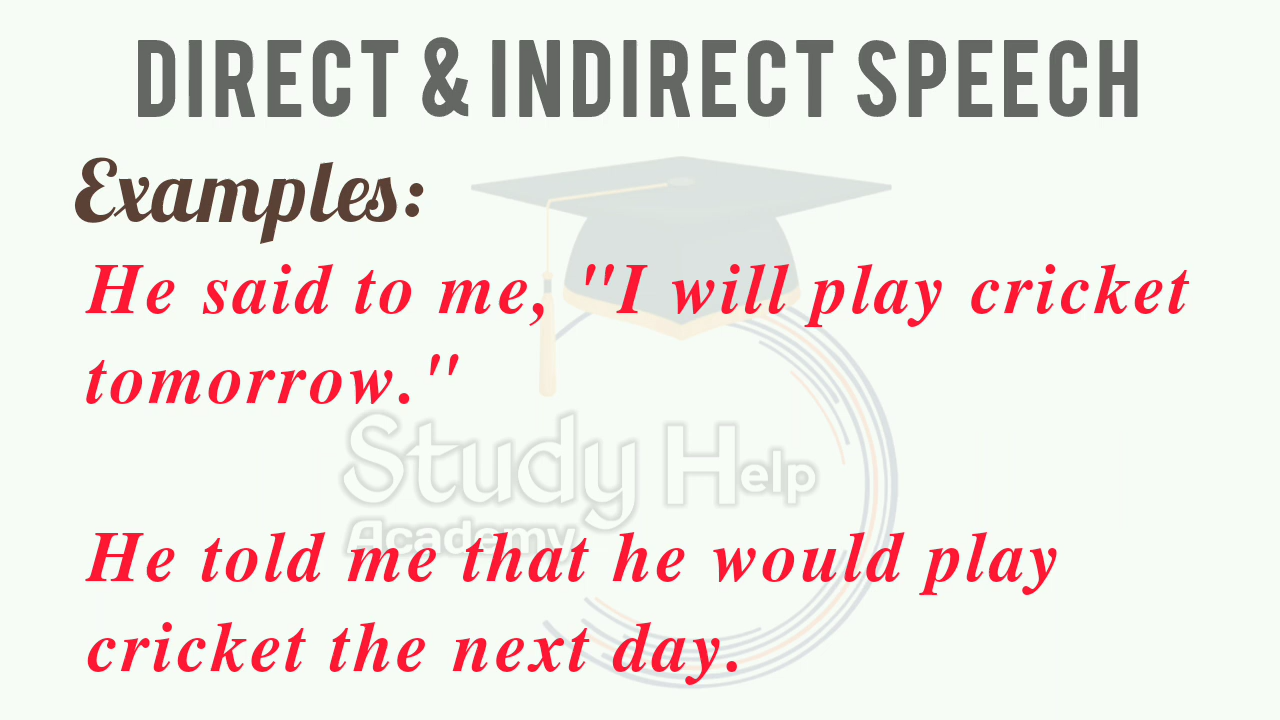 DIRECT & INDIRECT SPEECH
Examples:
He said to me, "I will play cricket
tomorrow."
Study Help
Academy
He told me that he would play
cricket the next day.